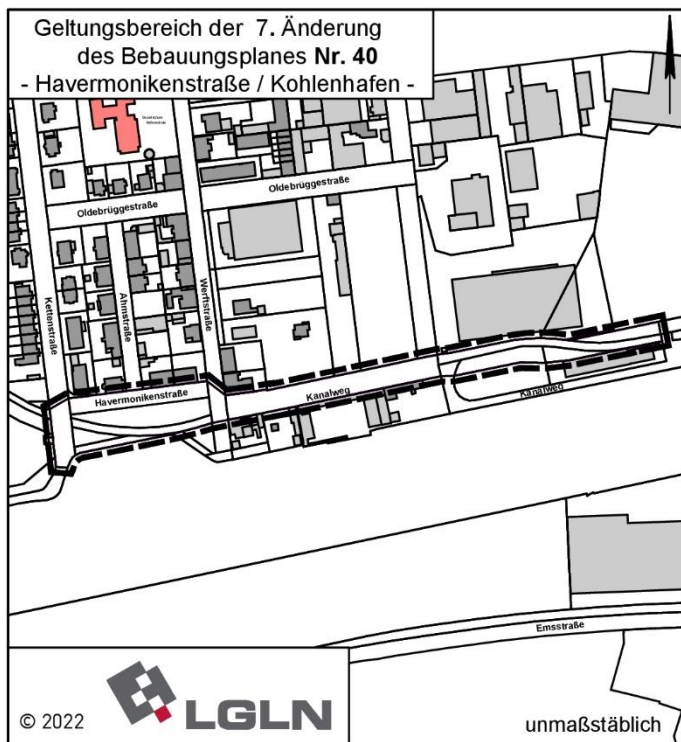 Geltungsbereich der 7. Änderung
des Bebauungsplanes Nr. 40
- Havermonikenstraße / Kohlenhafen -
Oldebrüggestraße
Oldebrüggestraße
Kettenstraße
Ahmstraße
Werftstraße
Havermonikenstraße
Kanalweg
Kanalweg
Emsstraße
© 2022
LGLN
unmaßstäblich